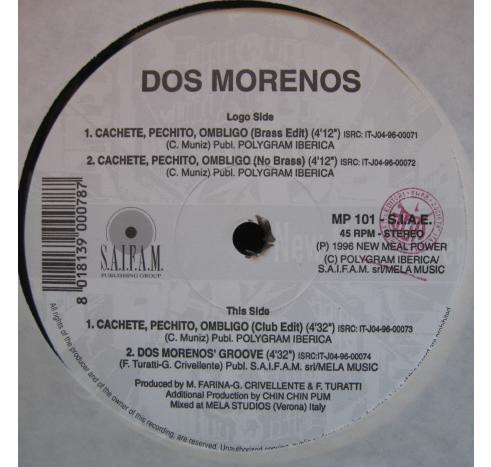 DOS MORENOS
Logo Side
1. CACHETE, PECHITO, OMBLIGO (Brass Edit) (4'12") ISRC: IT-J04-96-00071
(C. Muniz) Publ. POLYGRAM IBERICA
2. CACHETE, PECHITO, OMBLIGO (No Brass) (4'12") ISRC: IT-J04-96-00072
(C. Muniz) Publ. POLYGRAM IBERICA
8 018139 000787
S.A.I.F.A.M.
PUBLISHING GROUP
MP 101 - S.I.A.E.
45 RPM - STEREO
(P) 1996 NEW MEAL POWER
(C) POLYGRAM IBERICA/
S.A.I.F.A.M. srl/MELA MUSIC
This Side
1. CACHETE, PECHITO, OMBLIGO (Club Edit) (4'32") ISRC: IT-J04-96-00073
(C. Muniz) Publ. POLYGRAM IBERICA
2. DOS MORENOS' GROOVE (4'32") ISRC:IT-J04-96-00074
(F. Turatti-G. Crivellente) Publ. S.A.I.F.A.M. srl/MELA MUSIC
Produced by M. FARINA-G. CRIVELLENTE & F. TURATTI
Additional Production by CHIN CHIN PUM
Mixed at MELA STUDIOS (Verona) Italy
All rights of the producer and of the owner of this recording, are reserved. Unauthorized